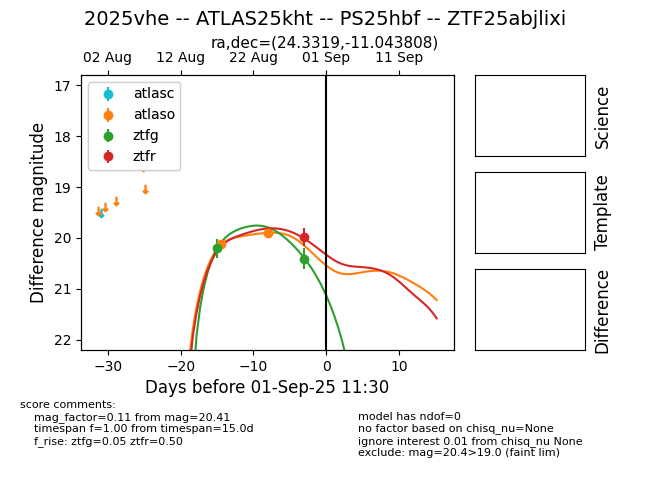 2025vhe -- ATLAS25kht -- PS25hbf -- ZTF25abjlixi
ra,dec=(24.3319,-11.043808)
02 Aug 12 Aug 22 Aug 01 Sep 11 Sep
atlasc
atlaso
ztfg
ztfr
17
18
19
20
21
22
Difference magnitude
−30 −20 −10 0 10
Days before 01-Sep-25 11:30
Science
Template
Difference
score comments:
mag_factor=0.11 from mag=20.41
timespan f=1.00 from timespan=15.0d
f_rise: ztfg=0.05 ztfr=0.50
model has ndof=0
no factor based on chisq_nu=None
ignore interest 0.01 from chisq_nu None
exclude: mag=20.4>19.0 (faint lim)